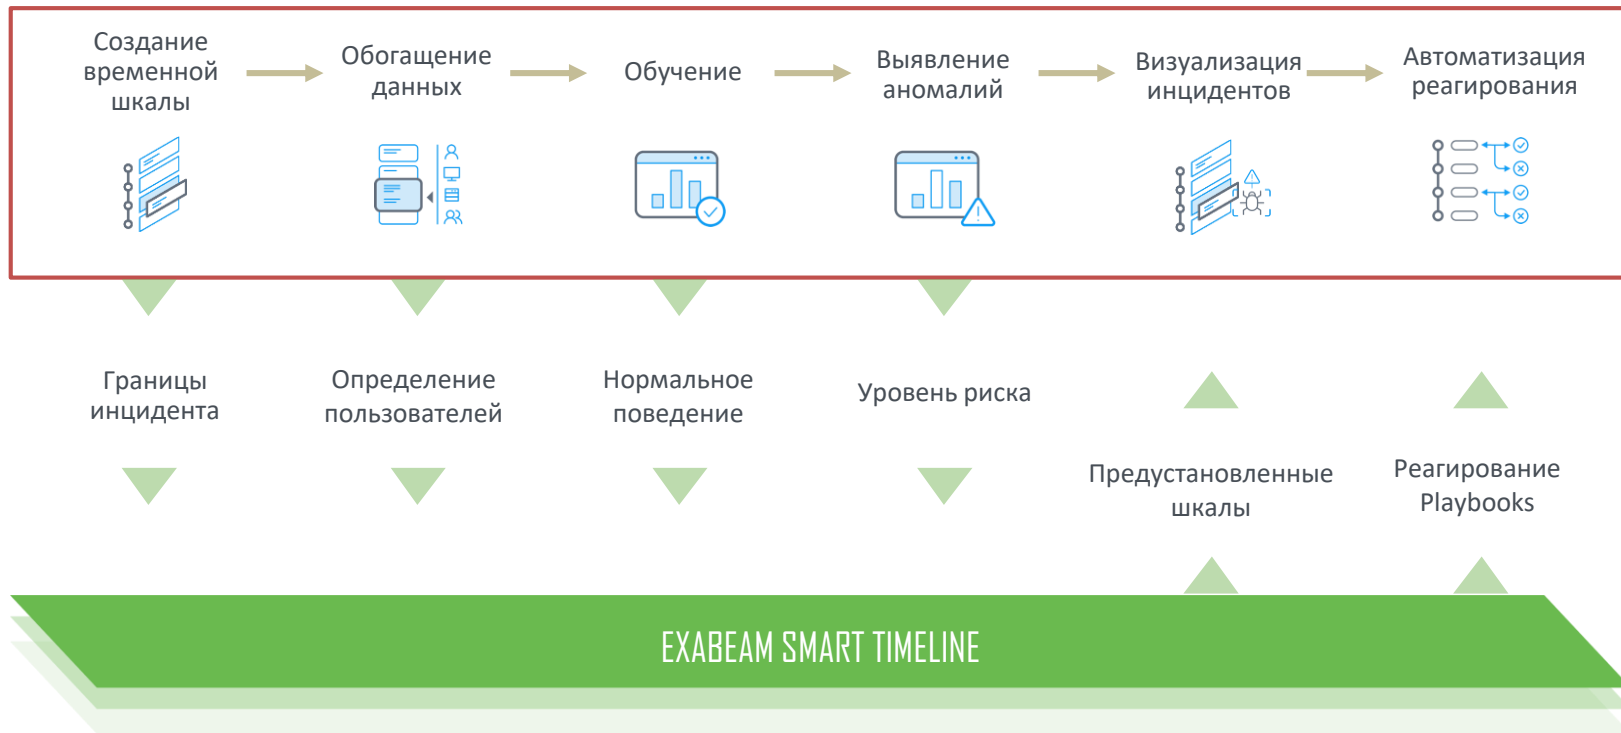 Создание
временной
шкалы
Обогащение
данных
Обучение
Выявление
аномалий
Визуализация
инцидентов
Автоматизация
реагирования
Границы
инцидента
Определение
пользователей
Нормальное
поведение
Уровень риска
Предустановленные
шкалы
Реагирование
Playbooks
EXABEAM SMART TIMELINE